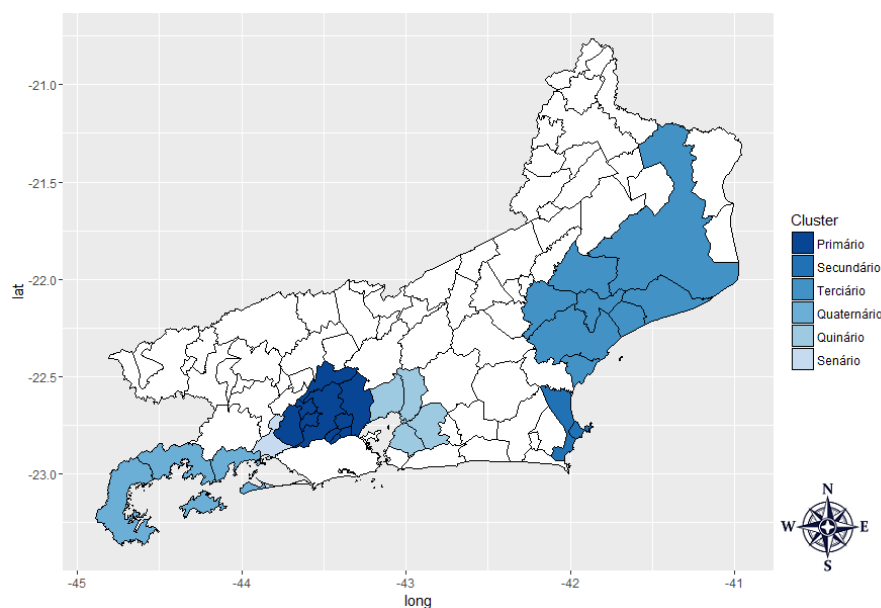 -21.0
-21.5
-22.0
-22.5
-23.0
lat
-45
-44
-43
-42
-41
long
Cluster
Primário
Secundário
Terciário
Quaternário
Quinário
Senário
N
W
E
S